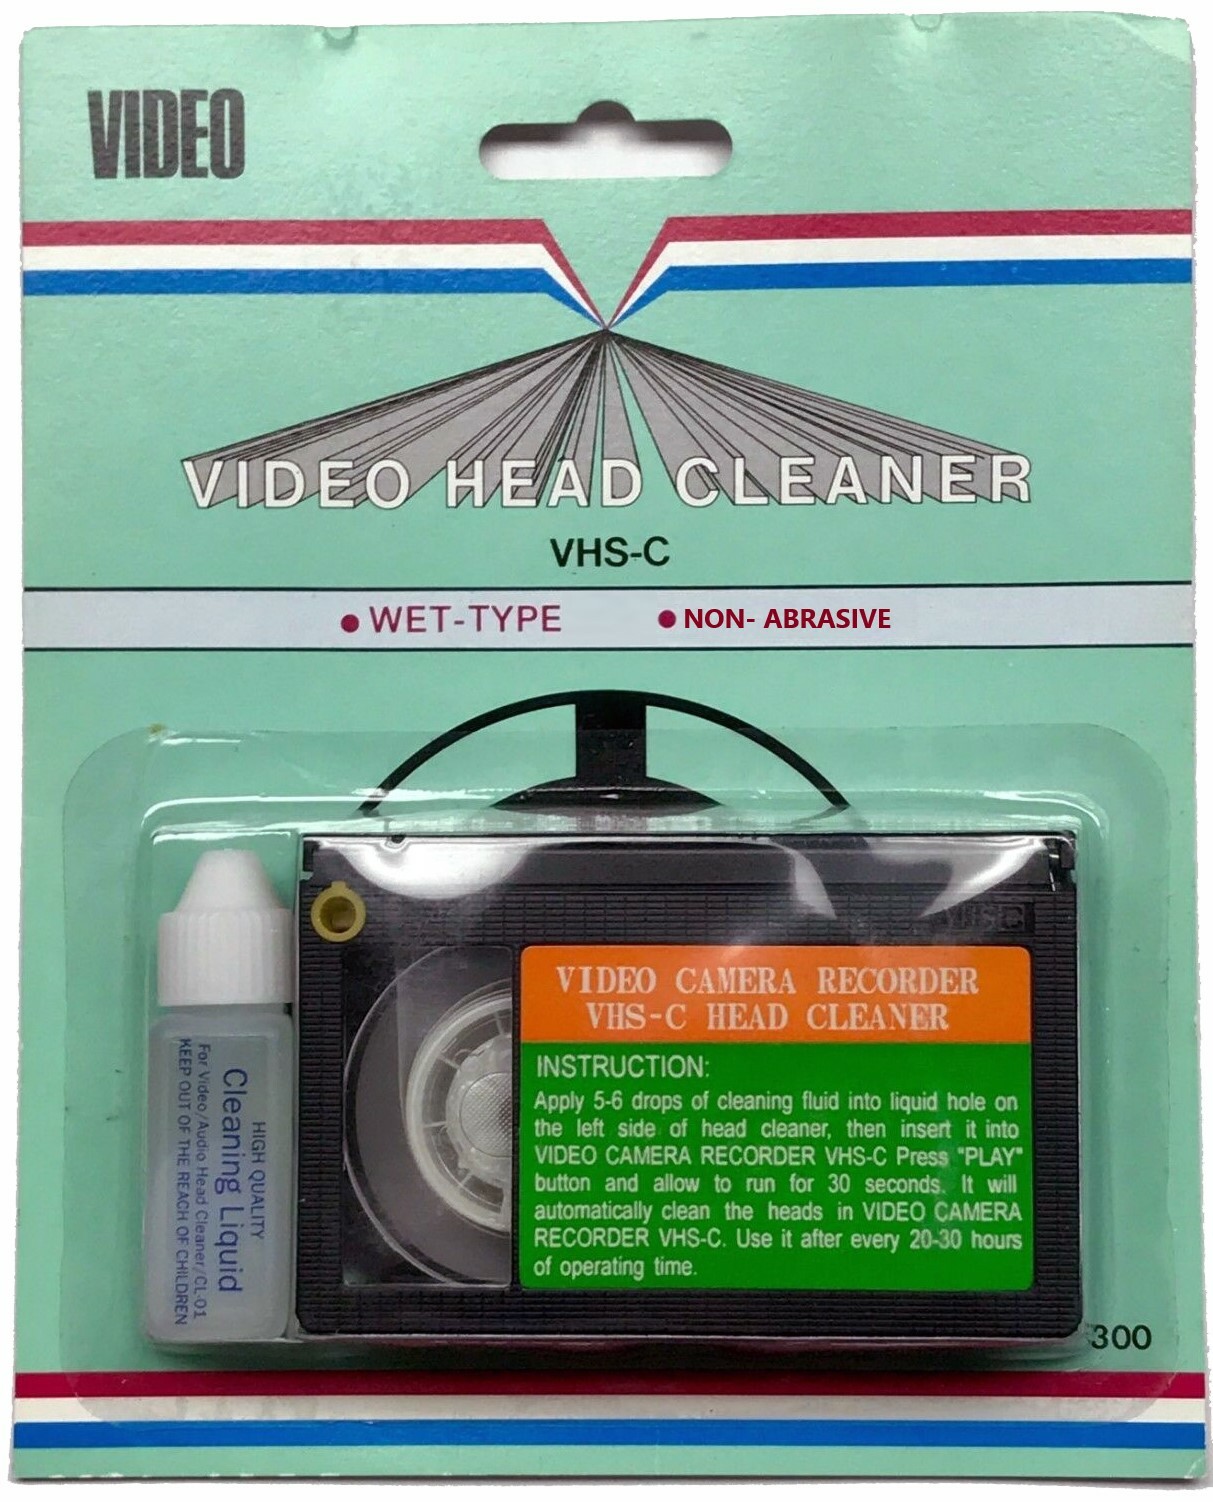 VIDEO
VIDEO HEAD CLEANER
VHS-C
• WET-TYPE • NON- ABRASIVE
VIDEO CAMERA RECORDER
VHS-C HEAD CLEANER
INSTRUCTION:
Apply 5-6 drops of cleaning fluid into liquid hole on
the left side of head cleaner, then insert it into
VIDEO CAMERA RECORDER VHS-C Press "PLAY"
button and allow to run for 30 seconds. It will
automatically clean the heads in VIDEO CAMERA
RECORDER VHS-C. Use it after every 20-30 hours
of operating time.
HIGH QUALITY
Cleaning Liquid
For Video/Audio Head Cleaner/CL-01
KEEP OUT OF THE REACH OF CHILDREN
300